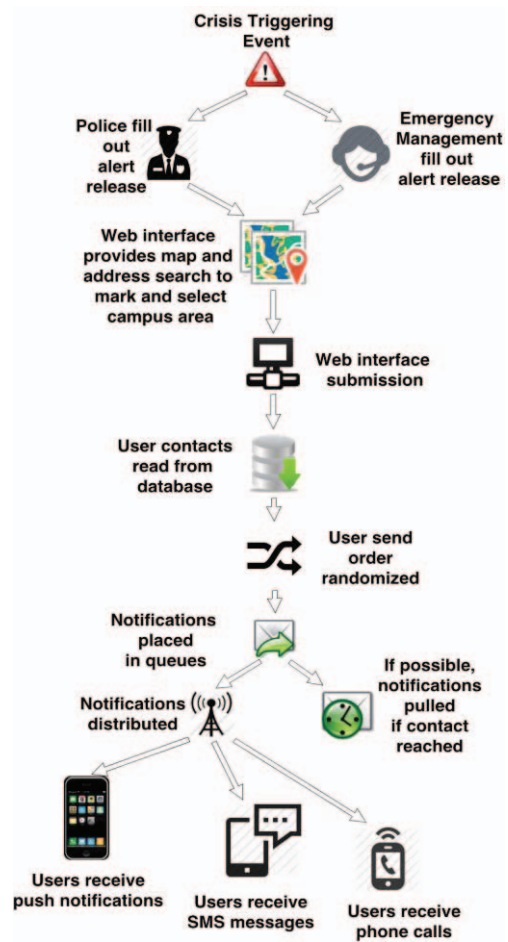 Crisis Triggering
Event
Police fill
out
alert
release
Emergency
Management
fill out
alert release
Web interface
provides map and
address search to
mark and select
campus area
Web interface
submission
User contacts
read from
database
User send
order
randomized
Notifications
placed
in queues
If possible,
notifications
pulled
if contact
reached
Notifications
distributed
Users receive
push notifications
Users receive
SMS messages
Users receive
phone calls